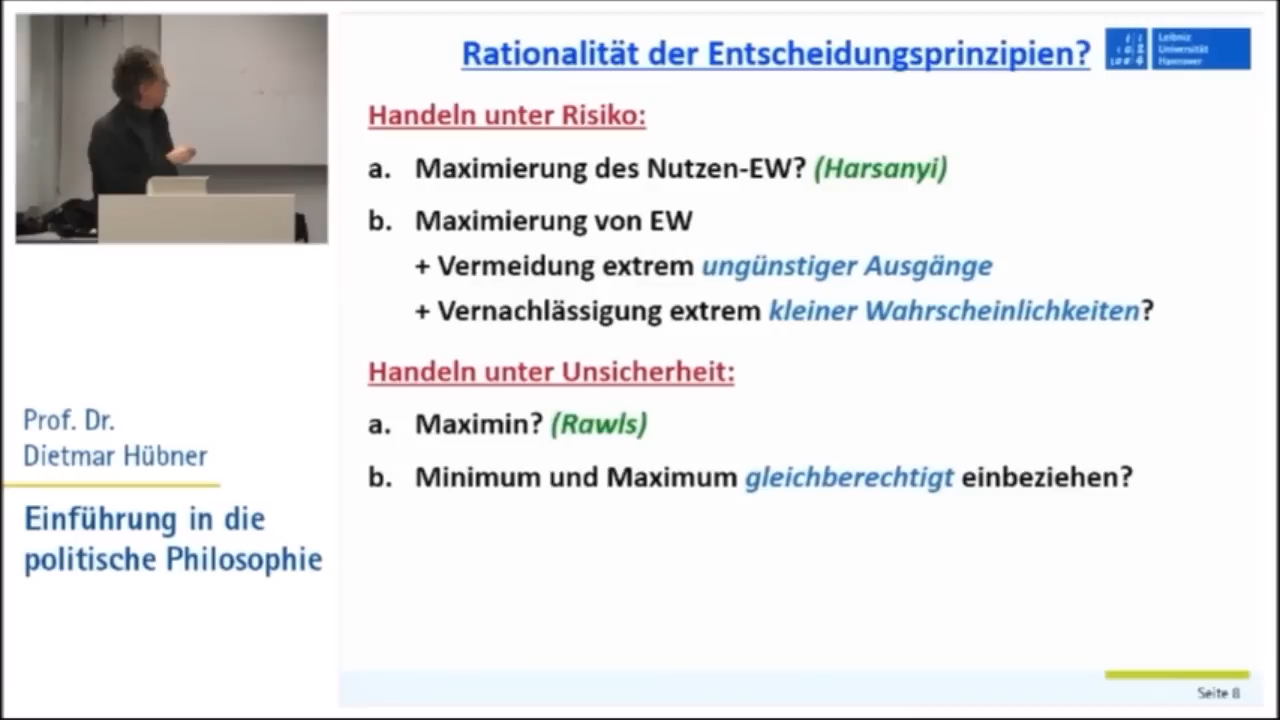 Rationalität der Entscheidungsprinzipien?
Leibniz
Universität
Hannover
Handeln unter Risiko:
a. Maximierung des Nutzen-EW? (Harsanyi)
b. Maximierung von EW
+ Vermeidung extrem ungünstiger Ausgänge
+ Vernachlässigung extrem kleiner Wahrscheinlichkeiten?
Handeln unter Unsicherheit:
a. Maximin? (Rawls)
b. Minimum und Maximum gleichberechtigt einbeziehen?
Prof. Dr.
Dietmar Hübner
Einführung in die
politische Philosophie
Seite 8